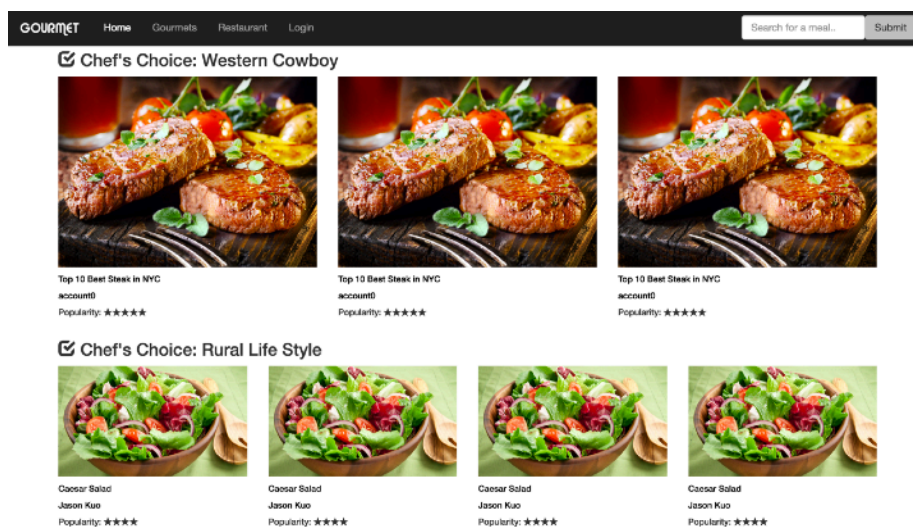 GOURMET Home Gourmets Restaurant Login Search for a meal.. Submit
Chef's Choice: Western Cowboy
Top 10 Best Steak in NYC Top 10 Best Steak in NYC Top 10 Best Steak in NYC
account0 account0 account0
Popularity: ★★★★★ Popularity: ★★★★★ Popularity: ★★★★★
Chef's Choice: Rural Life Style
Caesar Salad Caesar Salad Caesar Salad Caesar Salad
Jason Kuo Jason Kuo Jason Kuo Jason Kuo
Popularity: ★★★★ Popularity: ★★★★ Popularity: ★★★★ Popularity: ★★★★